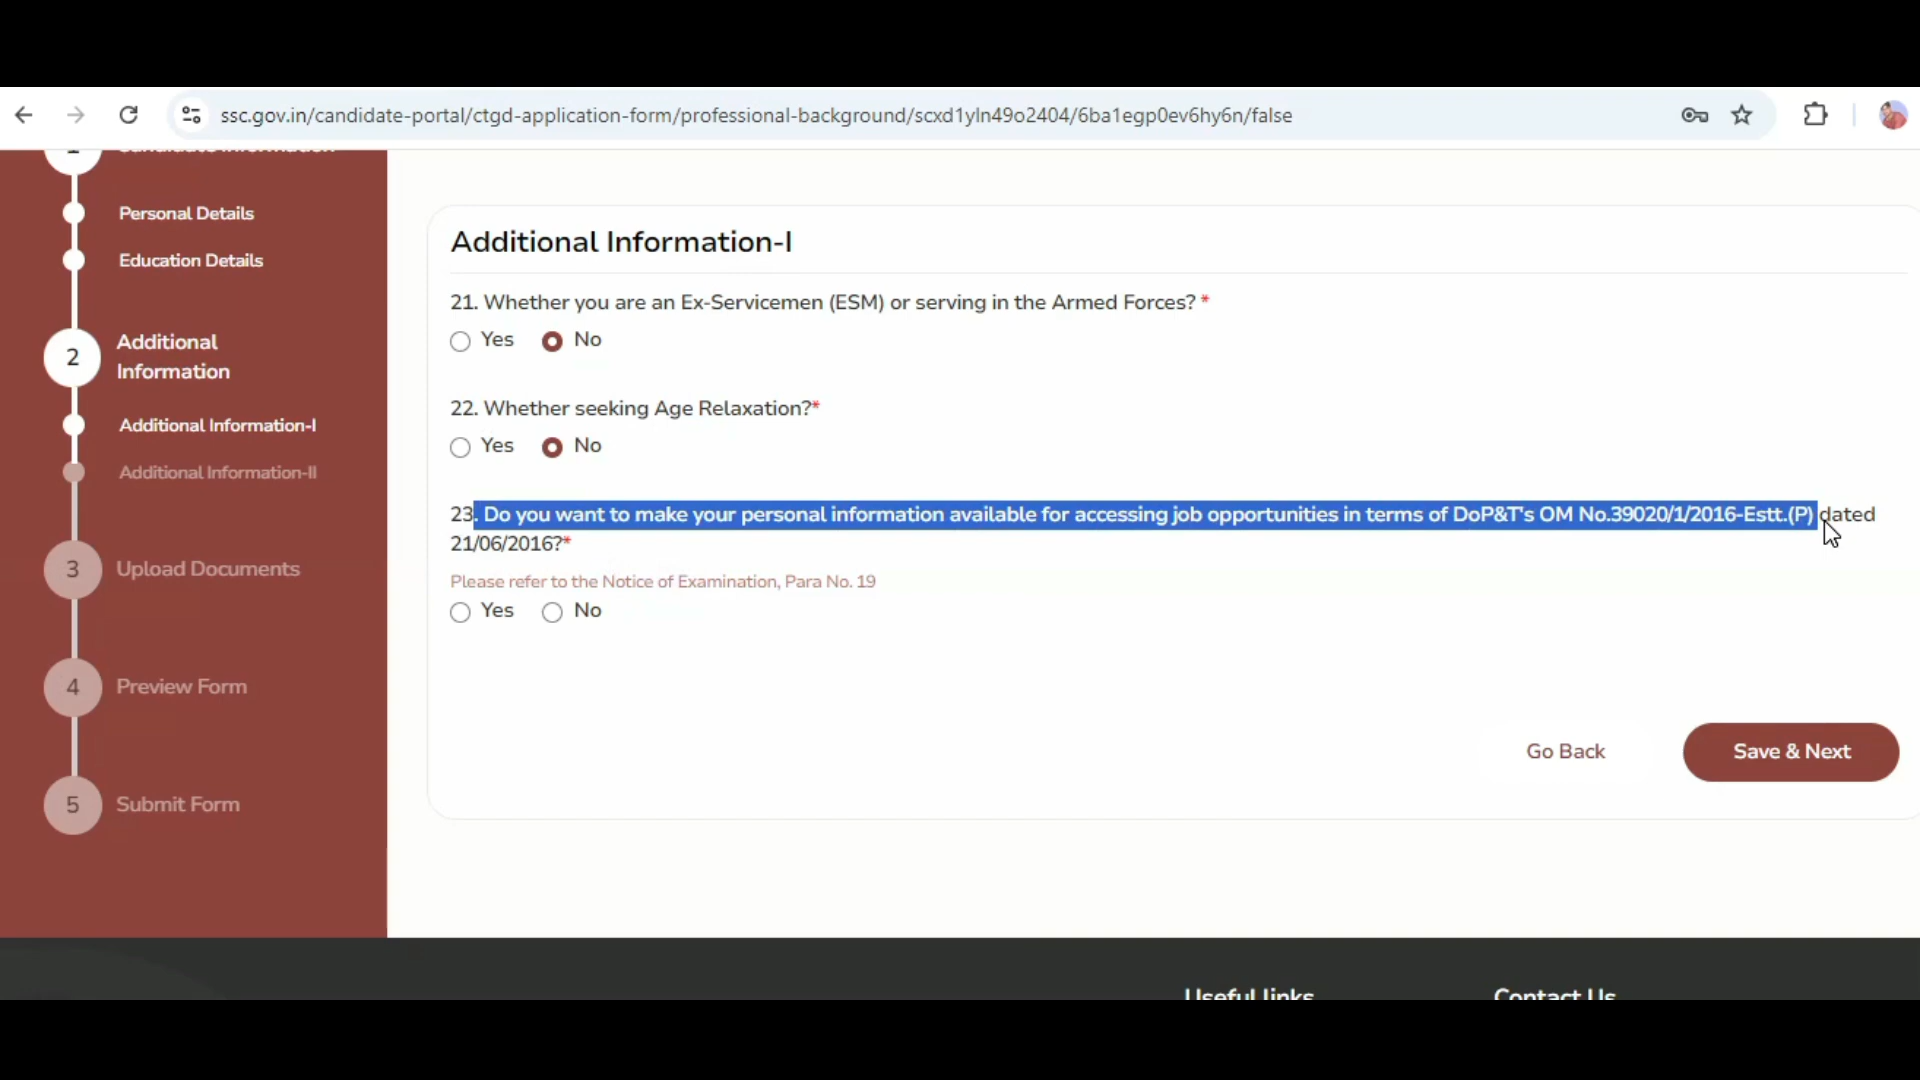 ssc.gov.in/candidate-portal/ctgd-application-form/professional-background/scxd1yln49o2404/6ba1egp0ev6hy6n/false
1
Candidate Information
Personal Details
Education Details
2
Additional
Information
Additional Information-I
Additional Information-II
3
Upload Documents
4
Preview Form
5
Submit Form
Additional Information-I
21. Whether you are an Ex-Servicemen (ESM) or serving in the Armed Forces? *
Yes No
22. Whether seeking Age Relaxation?*
Yes No
23. Do you want to make your personal information available for accessing job opportunities in terms of DoP&T's OM No.39020/1/2016-Estt.(P) dated
21/06/2016?*
Please refer to the Notice of Examination, Para No. 19
Yes No
Go Back Save & Next
Useful links Contact Us